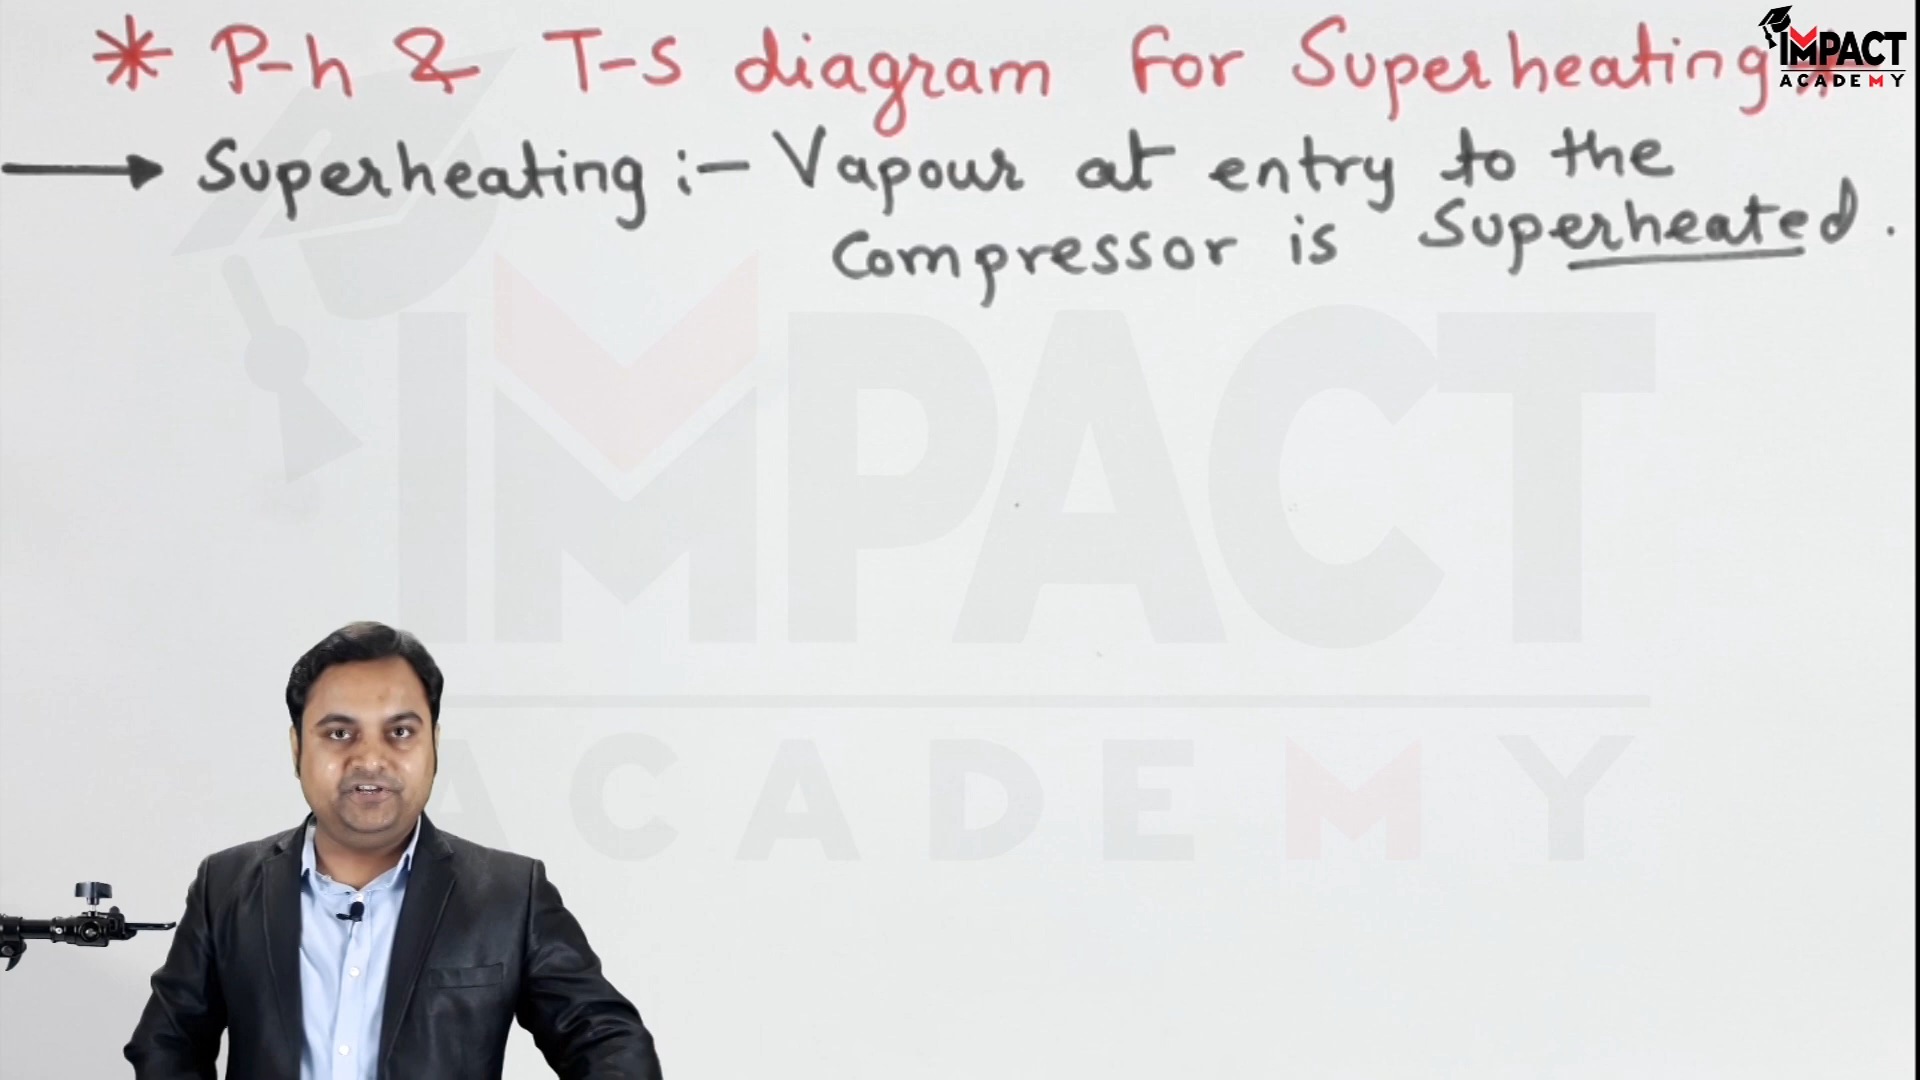 * P-h & T-s diagram For Superheating *
IMPACT
ACADEMY
→ Superheating :- Vapour at entry to the
compressor is superheated.
IMPACT
ACADEMY